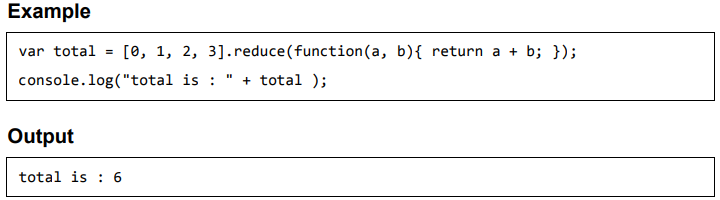 Example
var total = [0, 1, 2, 3].reduce(function(a, b){ return a + b; });
console.log("total is : " + total );
Output
total is : 6